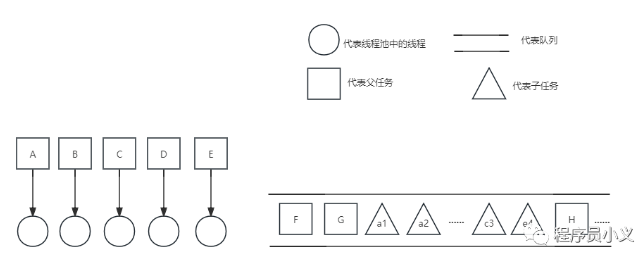 代表线程池中的线程
代表队列
代表父任务
代表子任务
A B C D E
F G a1 a2 ...... c3 e4 H ......
程序员小义